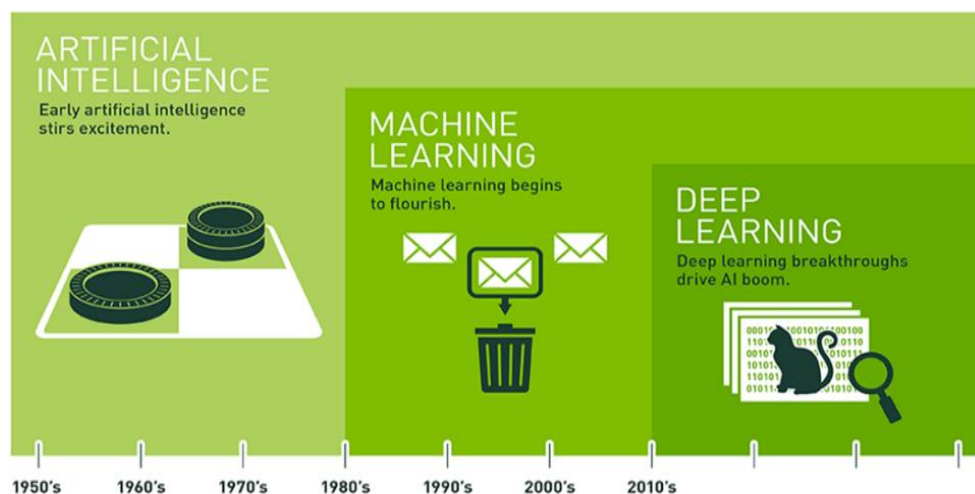 ARTIFICIAL
INTELLIGENCE
Early artificial intelligence
stirs excitement.
MACHINE
LEARNING
Machine learning begins
to flourish.
DEEP
LEARNING
Deep learning breakthroughs
drive AI boom.
1950's 1960's 1970's 1980's 1990's 2000's 2010's